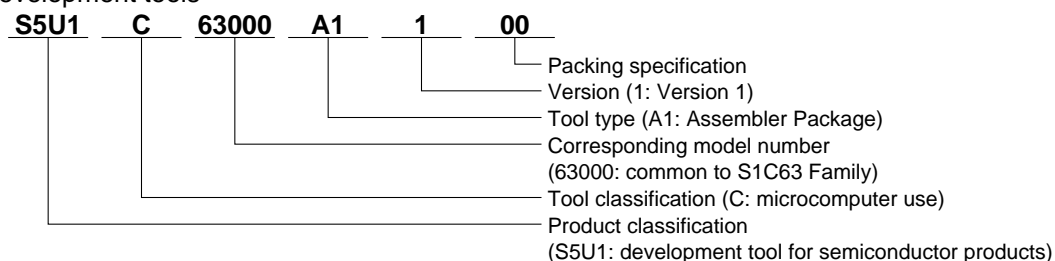 evelopment tools
S5U1 C 63000 A1 1 00
Packing specification
Version (1: Version 1)
Tool type (A1: Assembler Package)
Corresponding model number
(63000: common to S1C63 Family)
Tool classification (C: microcomputer use)
Product classification
(S5U1: development tool for semiconductor products)